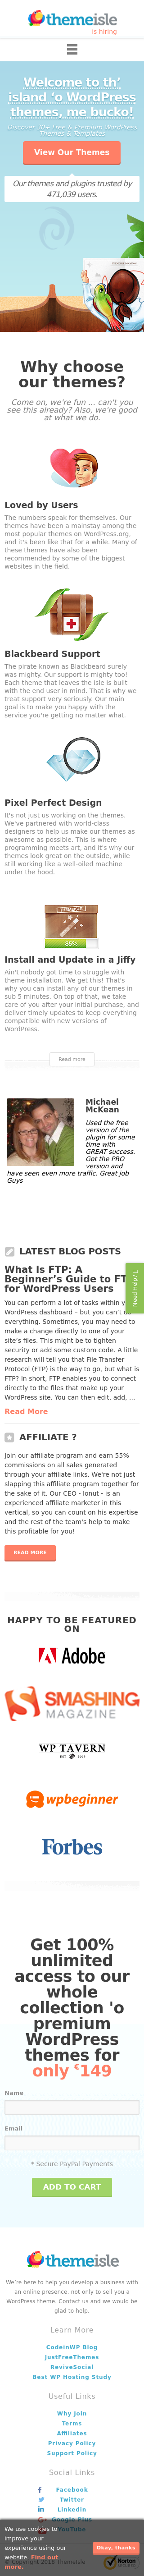 themeisle
is hiring
Welcome to th'
island 'o WordPress
themes, me bucko!
Discover 30+ Free & Premium WordPress
Themes & Templates
View Our Themes
Our themes and plugins trusted by
471,039 users.
Why choose
our themes?
Come on, we're fun ... can't you
see this already? Also, we're good
at what we do.
Loved by Users
The numbers speak for themselves. Our
themes have been a mainstay among the
most popular themes on WordPress.org,
and it's been like that for a while. Many of
these themes have also been
recommended by some of the biggest
websites in the field.
Blackbeard Support
The pirate known as Blackbeard surely
was mighty. Our support is mighty too!
Each theme that leaves the isle is built
with the end user in mind. That is why we
treat support very seriously. Our main
goal is to make you happy with the
service you're getting no matter what.
Pixel Perfect Design
It's not just us working on the themes.
We've partnered with world-class
designers to help us make our themes as
awesome as possible. This is where
programming meets art, and it's why our
themes look great on the outside, while
still working like a well-oiled machine
under the hood.
85%
Install and Update in a Jiffy
Ain't nobody got time to struggle with
theme installation. We get this! That's
why you can install any of our themes in
sub 5 minutes. On top of that, we take
care of you after your initial purchase, and
deliver timely updates to keep everything
compatible with new versions of
WordPress.
Read more
Michael
McKean
Used the free
version of the
plugin for some
time with
GREAT success.
Got the PRO
version and
have seen even more traffic. Great job
Guys
Need Help?
LATEST BLOG POSTS
What Is FTP: A
Beginner's Guide to FT
for WordPress Users
You can perform a lot of tasks within y
WordPress dashboard – but you can't do
everything. Sometimes, you may need to
make a change directly to one of your
site's files. This might be to tighten
security or add some custom code. A little
research will tell you that File Transfer
Protocol (FTP) is the way to go. But what is
FTP? In short, FTP enables you to connect
directly to the files that make up your
WordPress site. You can then edit, add, ...
Read More
AFFILIATE ?
Join our affiliate program and earn 55%
commissions on all sales generated
through your affiliate links. We're not just
slapping this affiliate program together for
the sake of it. Our CEO - Ionut - is an
experienced affiliate marketer in this
vertical, so you can count on his expertise
and the rest of the team's help to make
this profitable for you!
READ MORE
HAPPY TO BE FEATURED
ON
Adobe
SMASHING
MAGAZINE
WP TAVERN
wpbeginner
Forbes
Get 100%
unlimited
access to our
whole
collection 'o
premium
WordPress
themes for
only €149
Name
Email
* Secure PayPal Payments
ADD TO CART
themeisle
We're here to help you develop a business with
an online presence, not only to sell you a
WordPress theme. Contact us and we would be
glad to help.
Learn More
CodeinWP Blog
JustFreeThemes
ReviveSocial
Best WP Hosting Study
Useful Links
Why Join
Terms
Affiliates
Privacy Policy
Support Policy
Social Links
Facebook
Twitter
Linkedin
Google Plus
YouTube
We use cookies to
improve your
experience using our
website. Find out
more.
Okay, thanks
Norton